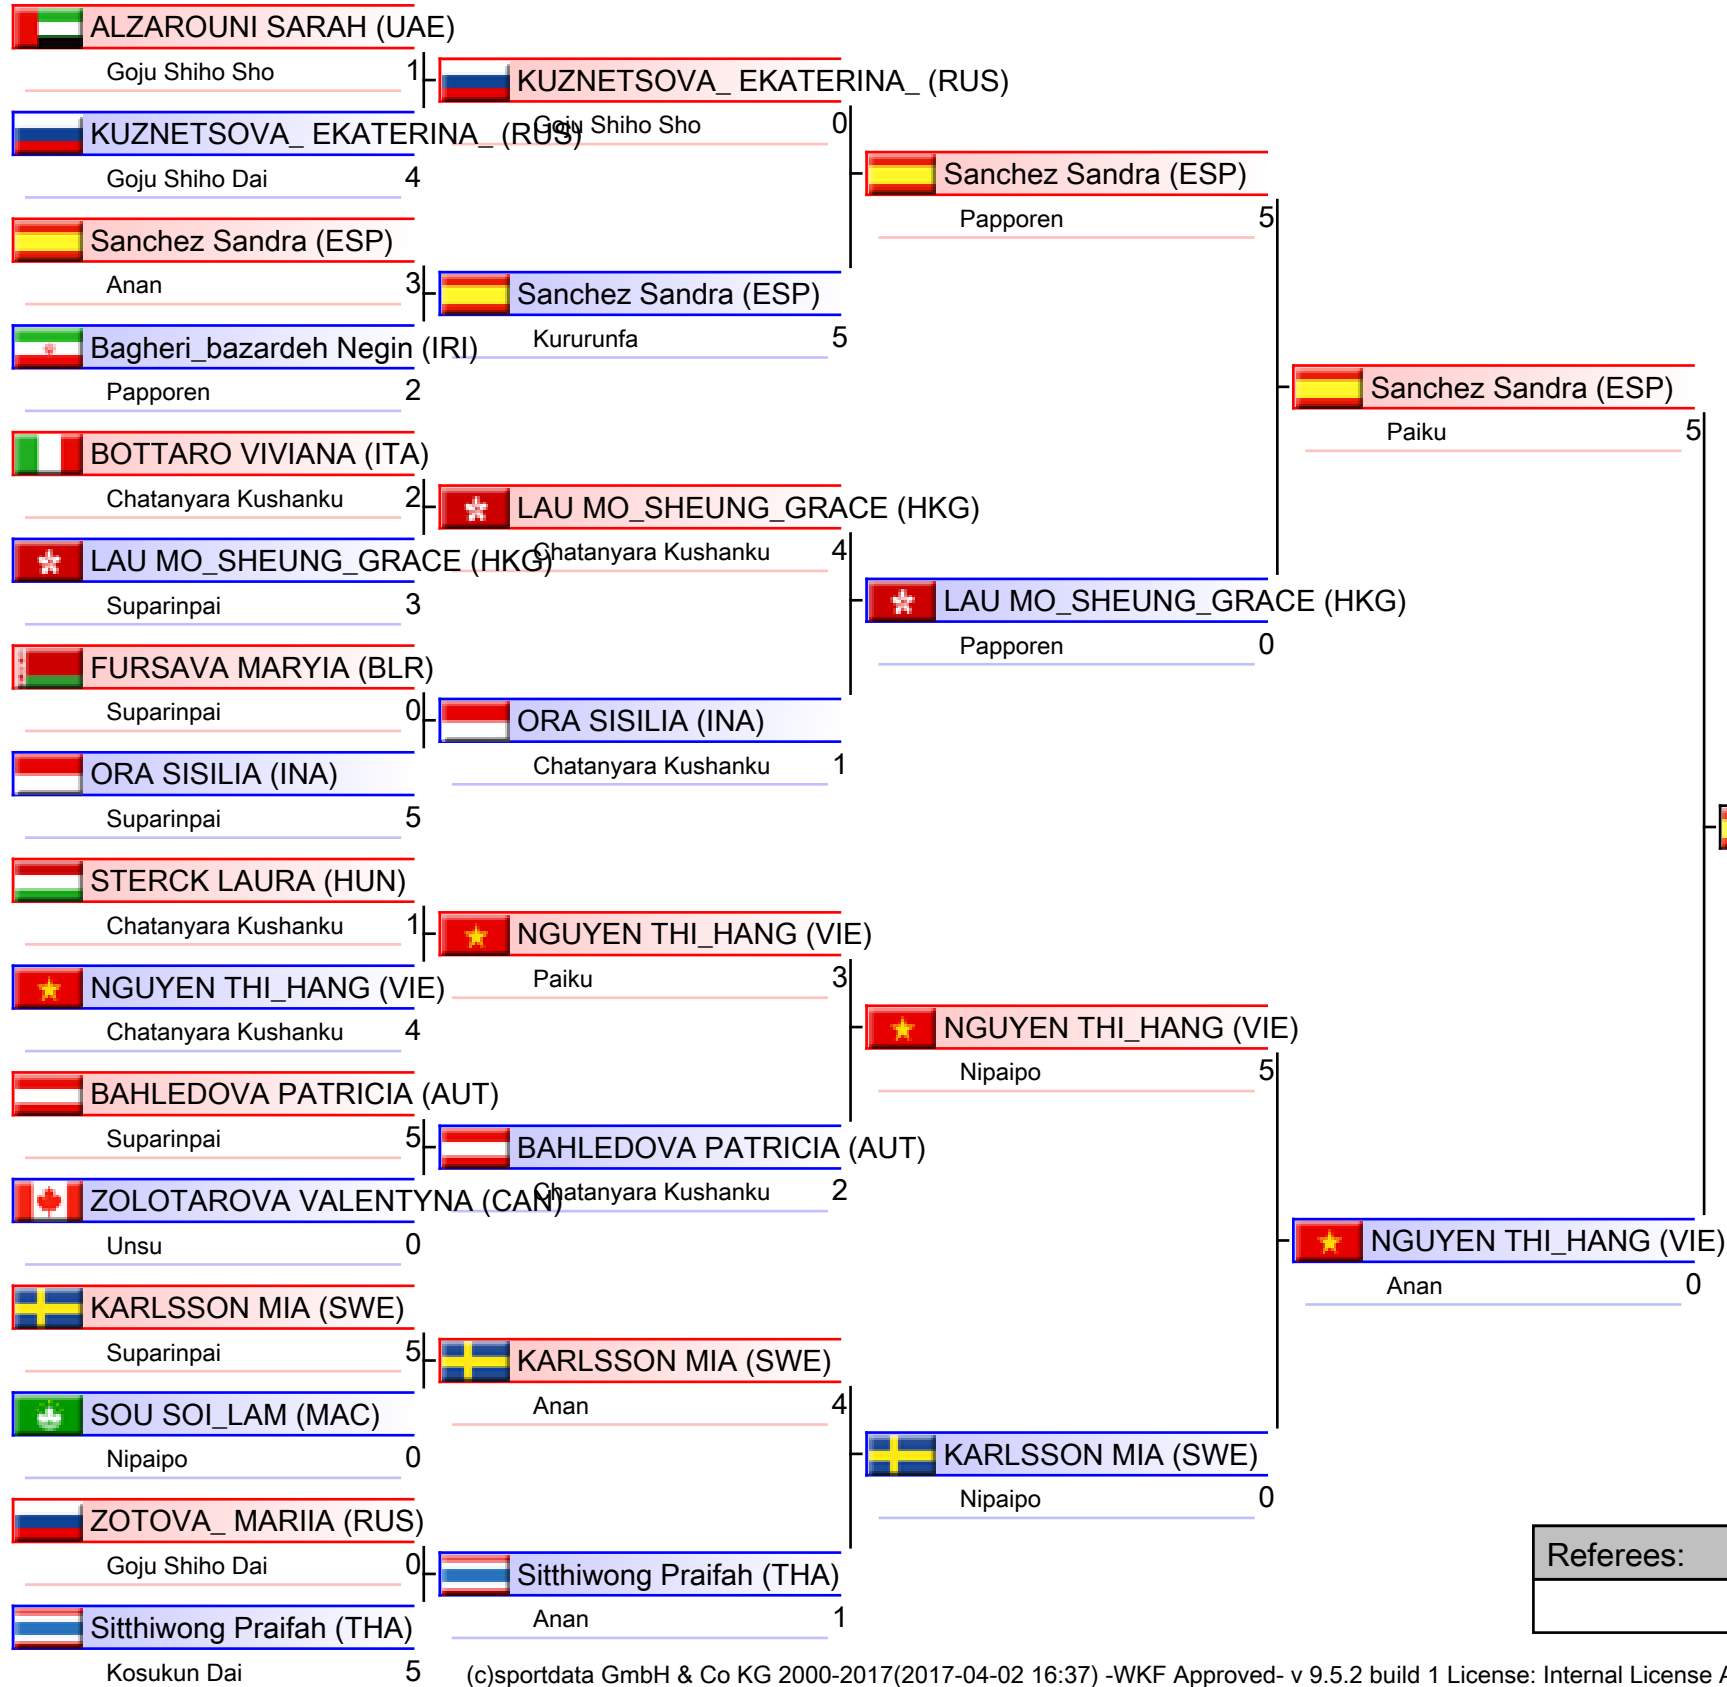 ALZAROUNI SARAH (UAE)
Goju Shiho Sho 1
KUZNETSOVA_ EKATERINA_ (RUS)
Goju Shiho Dai 4
Sanchez Sandra (ESP)
Anan 3
Bagheri_bazardeh Negin (IRI)
Papporen 2
BOTTARO VIVIANA (ITA)
Chatanyara Kushanku 2
LAU MO_SHEUNG_GRACE (HKG)
Suparinpai 3
FURSAVA MARYIA (BLR)
Suparinpai 0
ORA SISILIA (INA)
Suparinpai 5
STERCK LAURA (HUN)
Chatanyara Kushanku 1
NGUYEN THI_HANG (VIE)
Chatanyara Kushanku 4
BAHLEDOVA PATRICIA (AUT)
Suparinpai 5
ZOLOTAROVA VALENTYNA (CAN)
Unsu 0
KARLSSON MIA (SWE)
Suparinpai 5
SOU SOI_LAM (MAC)
Nipaipo 0
ZOTOVA_ MARIIA (RUS)
Goju Shiho Dai 0
Sitthiwong Praifah (THA)
Kosukun Dai 5
KUZNETSOVA_ EKATERINA_ (RUS)
Goju Shiho Sho 0
Sanchez Sandra (ESP)
Kururunfa 5
LAU MO_SHEUNG_GRACE (HKG)
Chatanyara Kushanku 4
ORA SISILIA (INA)
Chatanyara Kushanku 1
NGUYEN THI_HANG (VIE)
Paiku 3
BAHLEDOVA PATRICIA (AUT)
Chatanyara Kushanku 2
KARLSSON MIA (SWE)
Anan 4
Sitthiwong Praifah (THA)
Anan 1
Sanchez Sandra (ESP)
Papporen 5
LAU MO_SHEUNG_GRACE (HKG)
Papporen 0
NGUYEN THI_HANG (VIE)
Nipaipo 5
KARLSSON MIA (SWE)
Nipaipo 0
Sanchez Sandra (ESP)
Paiku 5
NGUYEN THI_HANG (VIE)
Anan 0
Referees:
(c)sportdata GmbH & Co KG 2000-2017(2017-04-02 16:37) -WKF Approved- v 9.5.2 build 1 License: Internal License